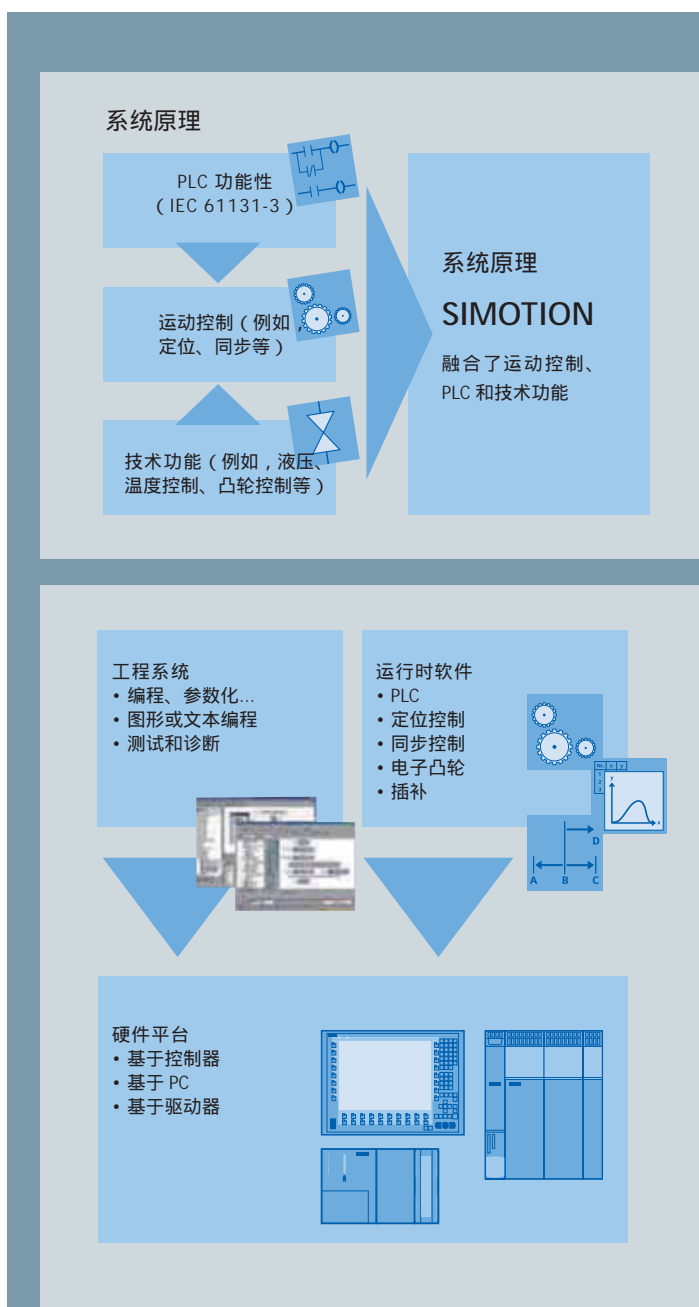 系统原理
PLC 功能性
（IEC 61131-3）
运动控制（例如，
定位、同步等）
技术功能（例如，液压、
温度控制、凸轮控制等）
系统原理
SIMOTION
融合了运动控制、
PLC 和技术功能
工程系统
• 编程、参数化...
• 图形或文本编程
• 测试和诊断
运行时软件
• PLC
• 定位控制
• 同步控制
• 电子凸轮
• 插补
No. x y
1
2
3
y
x
D
A B C
硬件平台
• 基于控制器
• 基于 PC
• 基于驱动器